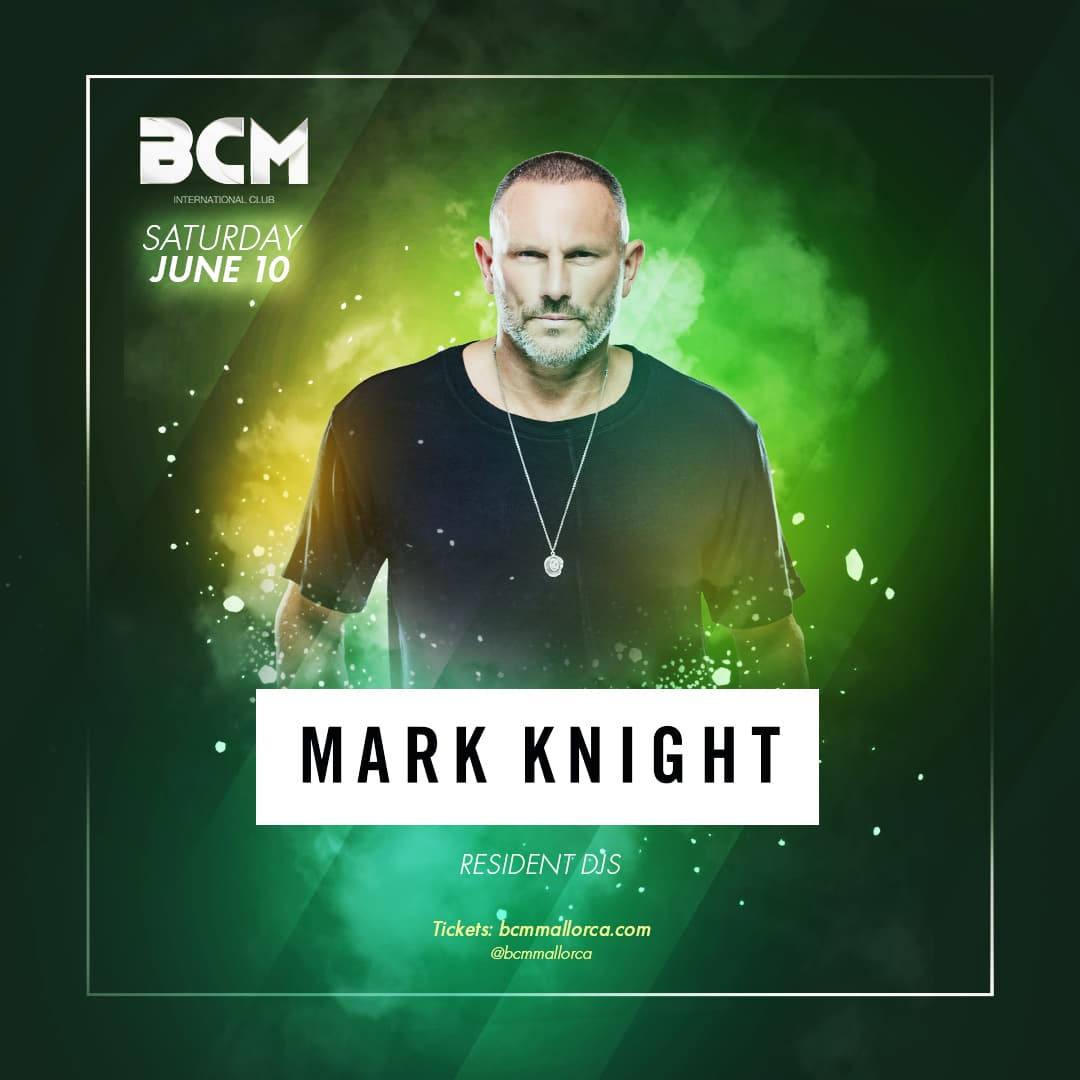 BCM
INTERNATIONAL CLUB
SATURDAY
JUNE 10
MARK KNIGHT
RESIDENT DJS
Tickets: bcmmallorca.com
@bcmmallorca